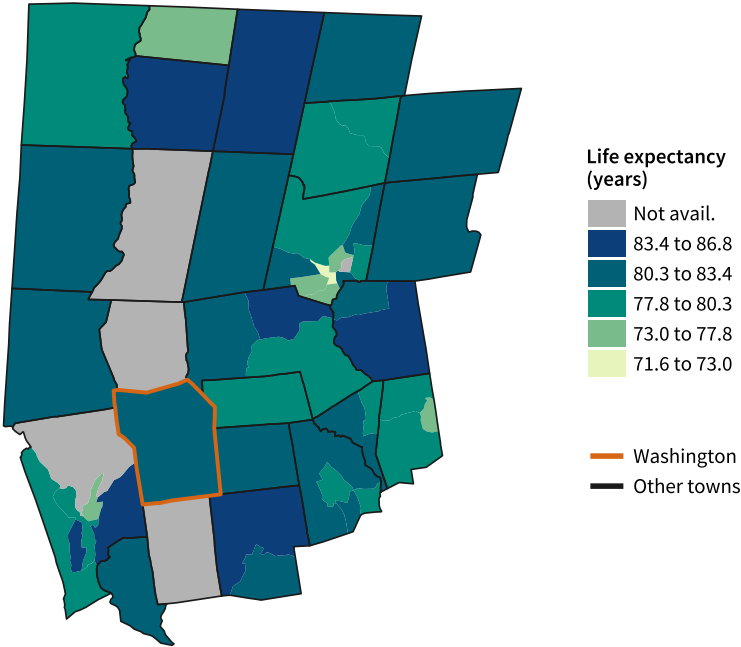 Life expectancy
(years)
Not avail.
83.4 to 86.8
80.3 to 83.4
77.8 to 80.3
73.0 to 77.8
71.6 to 73.0
Washington
Other towns